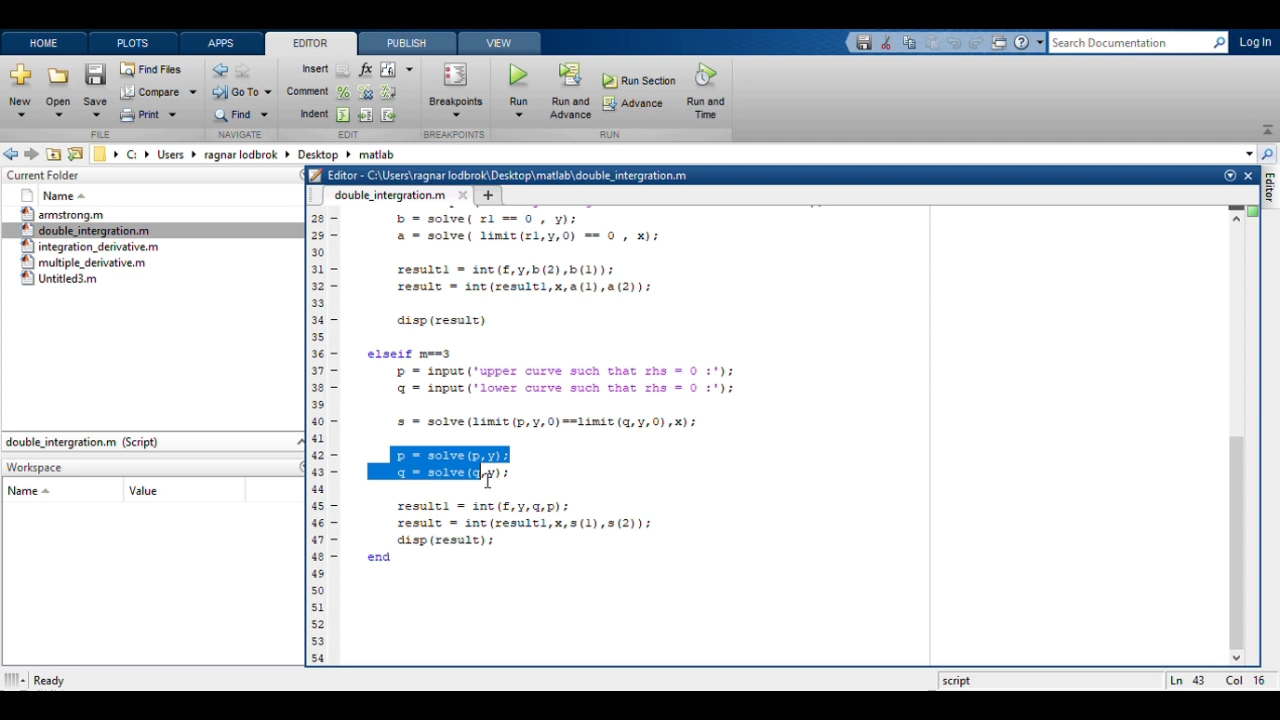 HOME PLOTS APPS EDITOR PUBLISH VIEW Search Documentation Log In
New Open Save Find Files Compare Print
Go To Find
Insert fx
Comment
Indent
Breakpoints Run Run and Advance Run Section Advance Run and Time
FILE NAVIGATE EDIT BREAKPOINTS RUN
C: Users ragnar lodbrok Desktop matlab
Current Folder
Name
armstrong.m
double_intergration.m
integration_derivative.m
multiple_derivative.m
Untitled3.m
double_intergration.m (Script)
Workspace
Name Value
Editor - C:\Users\ragnar lodbrok\Desktop\matlab\double_intergration.m
Editor
double_intergration.m
28 – b = solve( r1 == 0 , y);
29 – a = solve( limit(r1,y,0) == 0 , x);
30
31 – result1 = int(f,y,b(2),b(1));
32 – result = int(result1,x,a(1),a(2));
33
34 – disp(result)
35
36 – elseif m==3
37 – p = input('upper curve such that rhs = 0 :');
38 – q = input('lower curve such that rhs = 0 :');
39
40 – s = solve(limit(p,y,0)==limit(q,y,0),x);
41
42 – p = solve(p,y);
43 – q = solve(q,y);
44
45 – result1 = int(f,y,q,p);
46 – result = int(result1,x,s(1),s(2));
47 – disp(result);
48 – end
49
50
51
52
53
54
Ready script Ln 43 Col 16